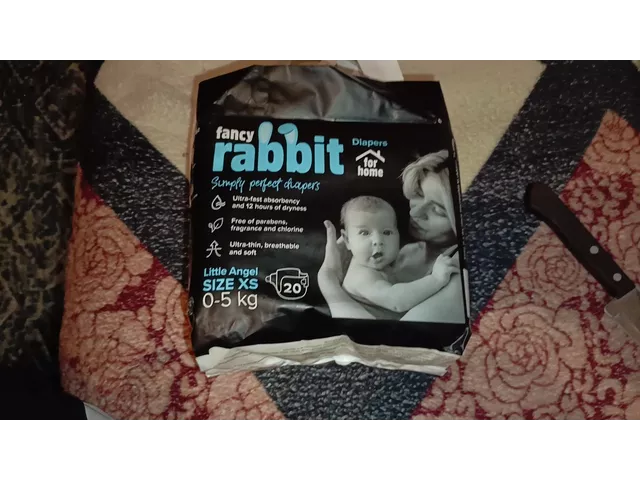 fancy
rabbit
Diapers
for
home
Simply perfect diapers
Ultra-fast absorbency
and 12 hours of dryness
Free of parabens,
fragrance and chlorine
Ultra-thin, breathable
and soft
Little Angel
SIZE XS
0-5 kg
20